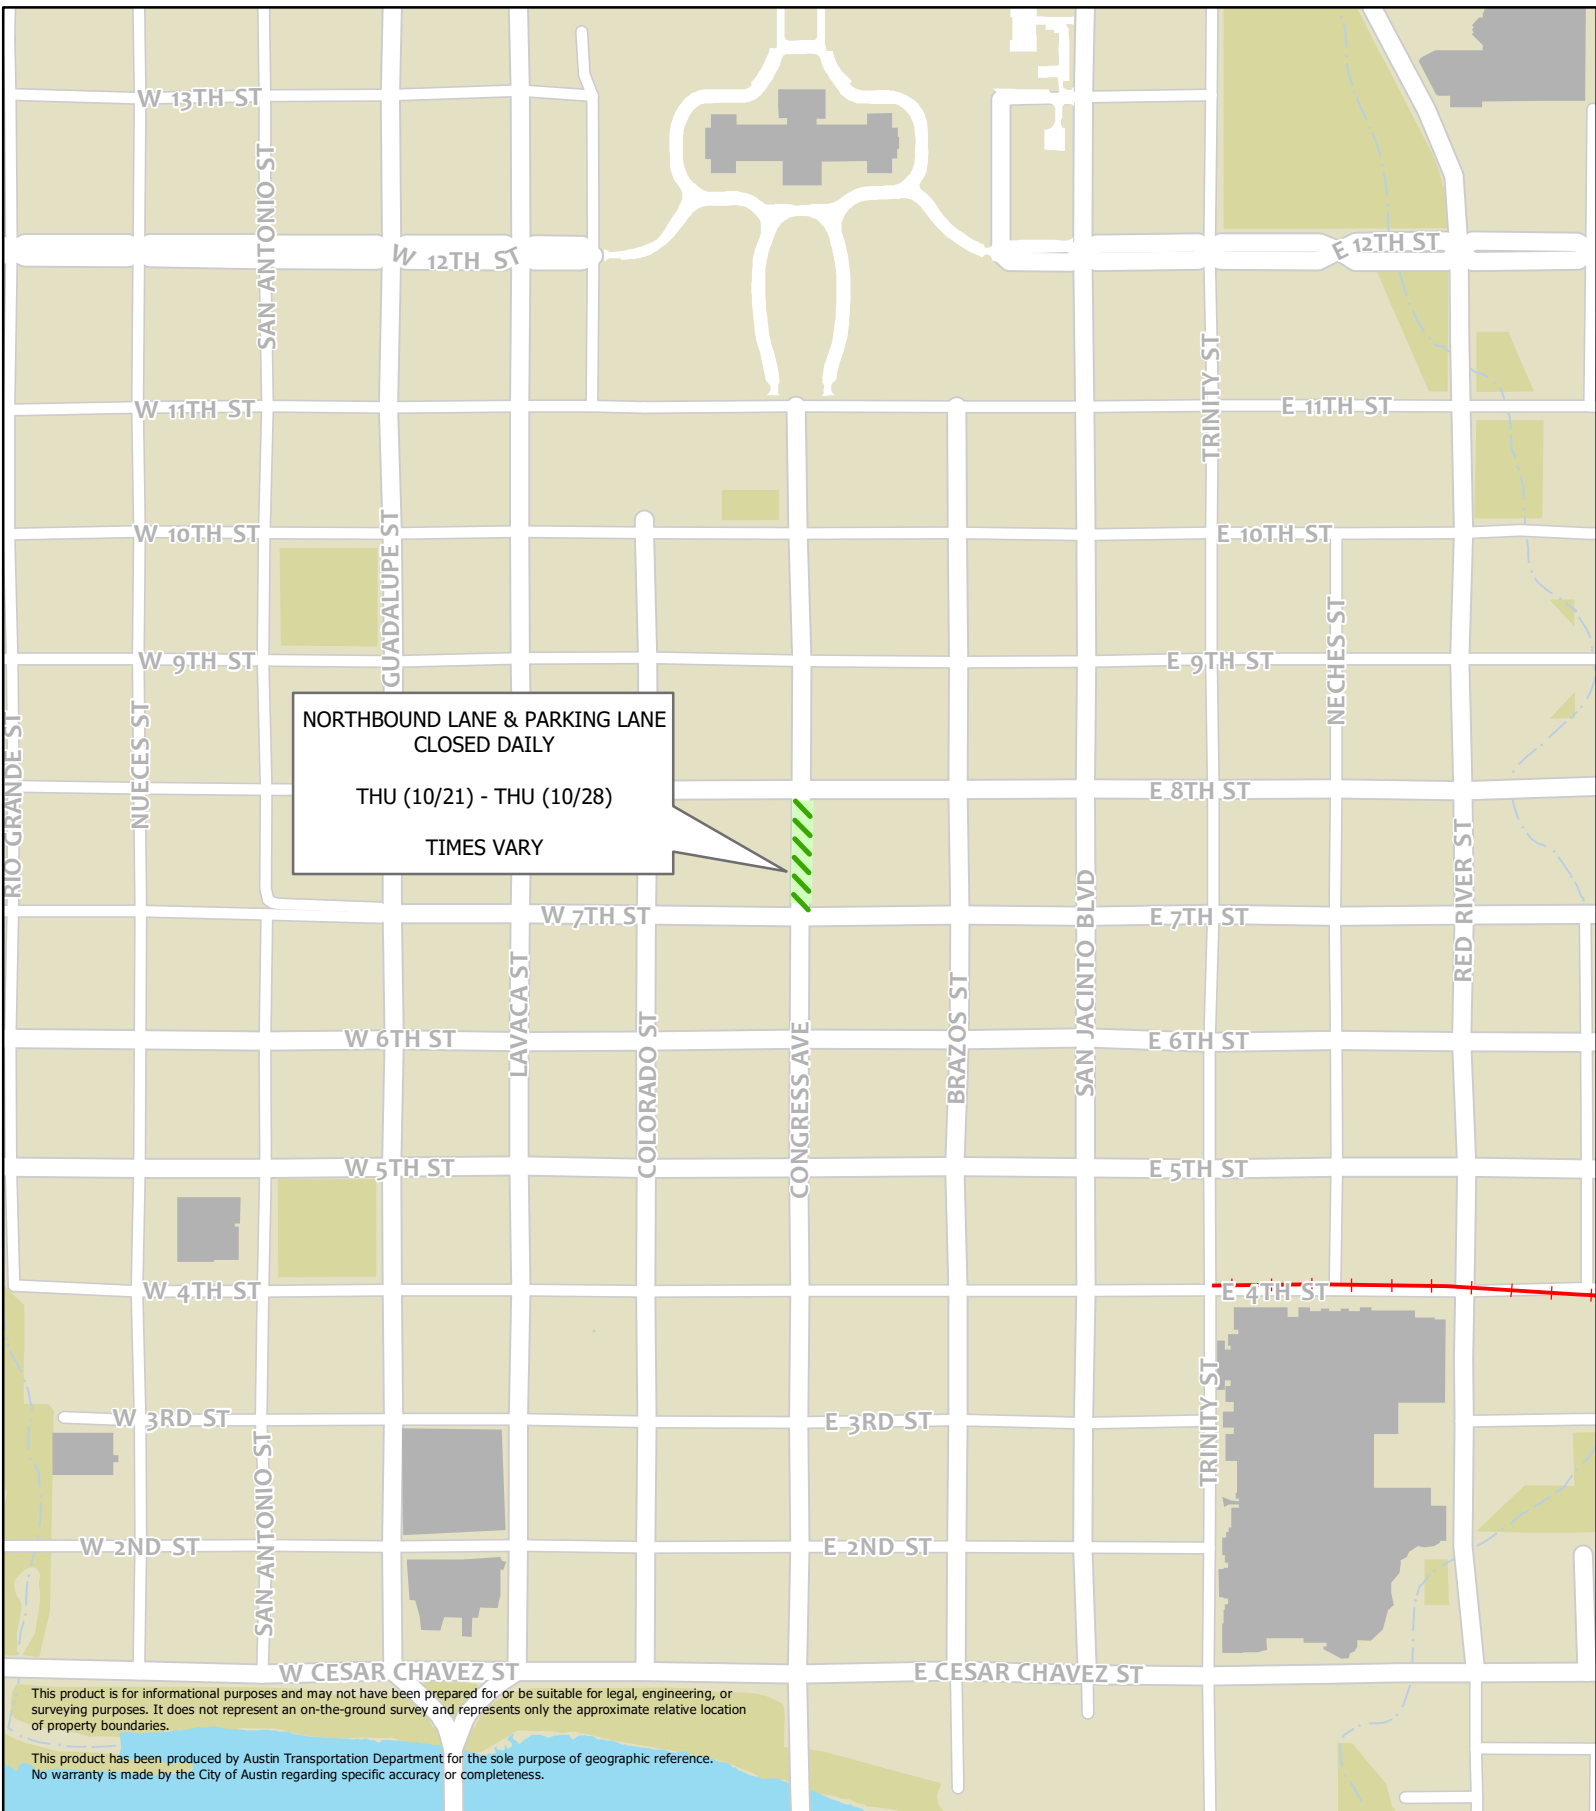 W 13TH ST
SAN ANTONIO ST
W 12TH ST
E 12TH ST
TRINITY ST
W 11TH ST
E 11TH ST
W 10TH ST
GUADALUPE ST
E 10TH ST
NECHES ST
W 9TH ST
E 9TH ST
RIO GRANDE ST
NUECES ST
NORTHBOUND LANE & PARKING LANE
CLOSED DAILY
THU (10/21) - THU (10/28)
TIMES VARY
E 8TH ST
RED RIVER ST
W 7TH ST
E 7TH ST
SAN JACINTO BLVD
LAVACA ST
BRAZOS ST
COLORADO ST
CONGRESS AVE
W 6TH ST
E 6TH ST
W 5TH ST
E 5TH ST
W 4TH ST
E 4TH ST
TRINITY ST
W 3RD ST
E 3RD ST
SAN ANTONIO ST
W 2ND ST
E 2ND ST
W CESAR CHAVEZ ST
E CESAR CHAVEZ ST
This product is for informational purposes and may not have been prepared for or be suitable for legal, engineering, or
surveying purposes. It does not represent an on-the-ground survey and represents only the approximate relative location
of property boundaries.
This product has been produced by Austin Transportation Department for the sole purpose of geographic reference.
No warranty is made by the City of Austin regarding specific accuracy or completeness.